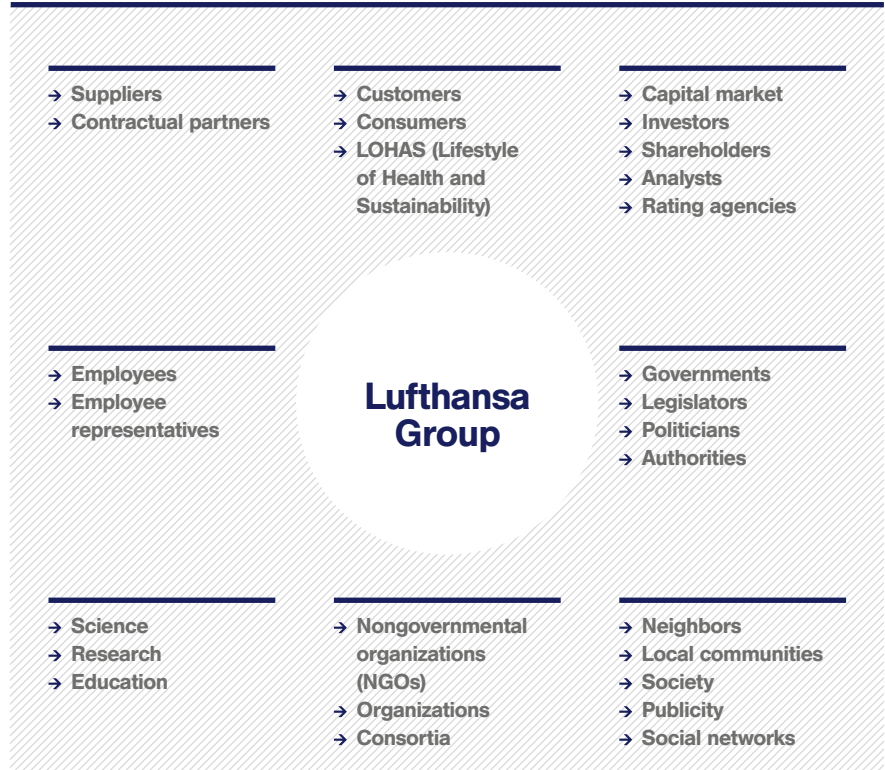 → Suppliers
→ Contractual partners
→ Customers
→ Consumers
→ LOHAS (Lifestyle
of Health and
Sustainability)
→ Capital market
→ Investors
→ Shareholders
→ Analysts
→ Rating agencies
→ Employees
→ Employee
representatives
Lufthansa
Group
→ Governments
→ Legislators
→ Politicians
→ Authorities
→ Science
→ Research
→ Education
→ Nongovernmental
organizations
(NGOs)
→ Organizations
→ Consortia
→ Neighbors
→ Local communities
→ Society
→ Publicity
→ Social networks